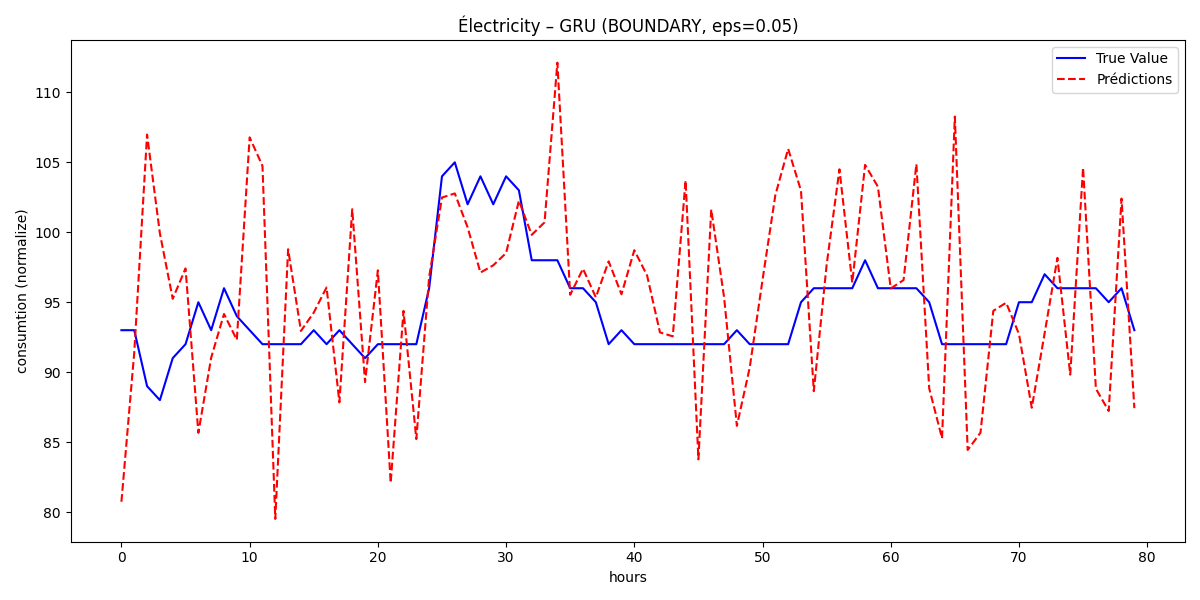 Électricity – GRU (BOUNDARY, eps=0.05)
True Value
Prédictions
consumtion (normalize)
110
105
100
95
90
85
80
0 10 20 30 40 50 60 70 80
hours